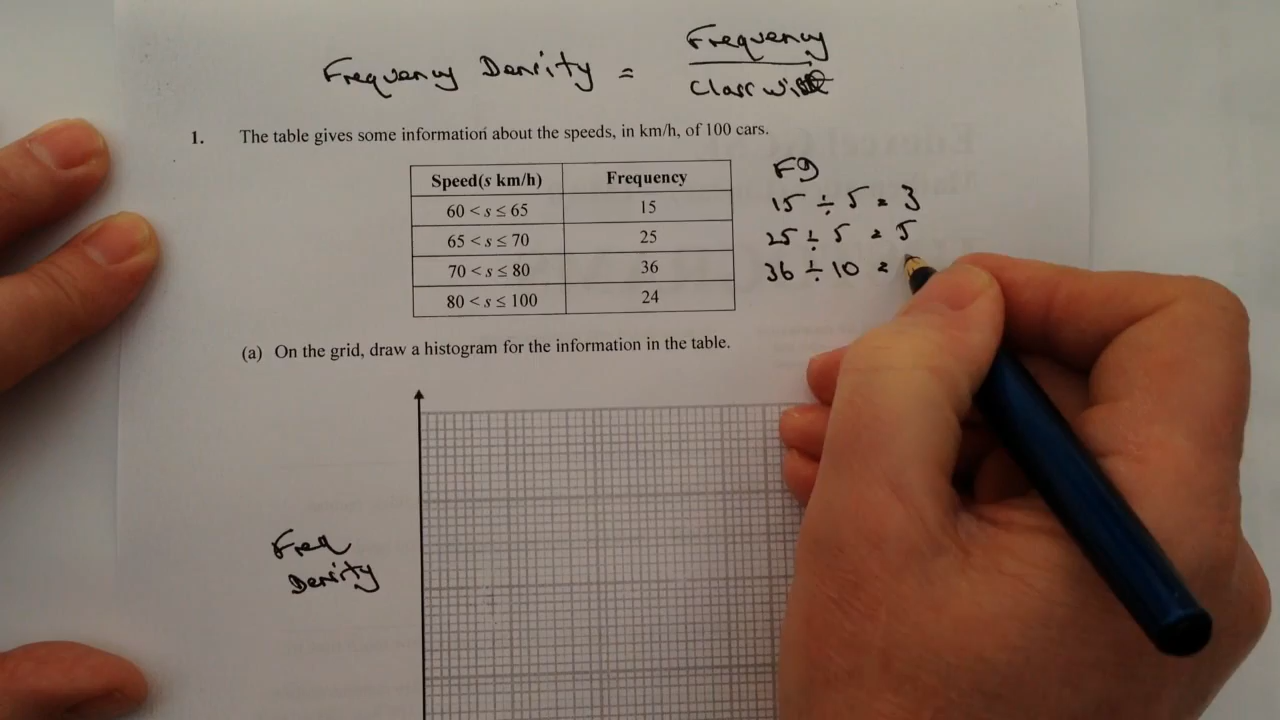 Frequency Density = Frequency
Class wi
1. The table gives some information about the speeds, in km/h, of 100 cars.
FD
Speed(s km/h) Frequency
60 < s ≤ 65 15 15 ÷ 5 = 3
65 < s ≤ 70 25 25 ÷ 5 = 5
70 < s ≤ 80 36 36 ÷ 10 =
80 < s ≤ 100 24
(a) On the grid, draw a histogram for the information in the table.
Freq
Density